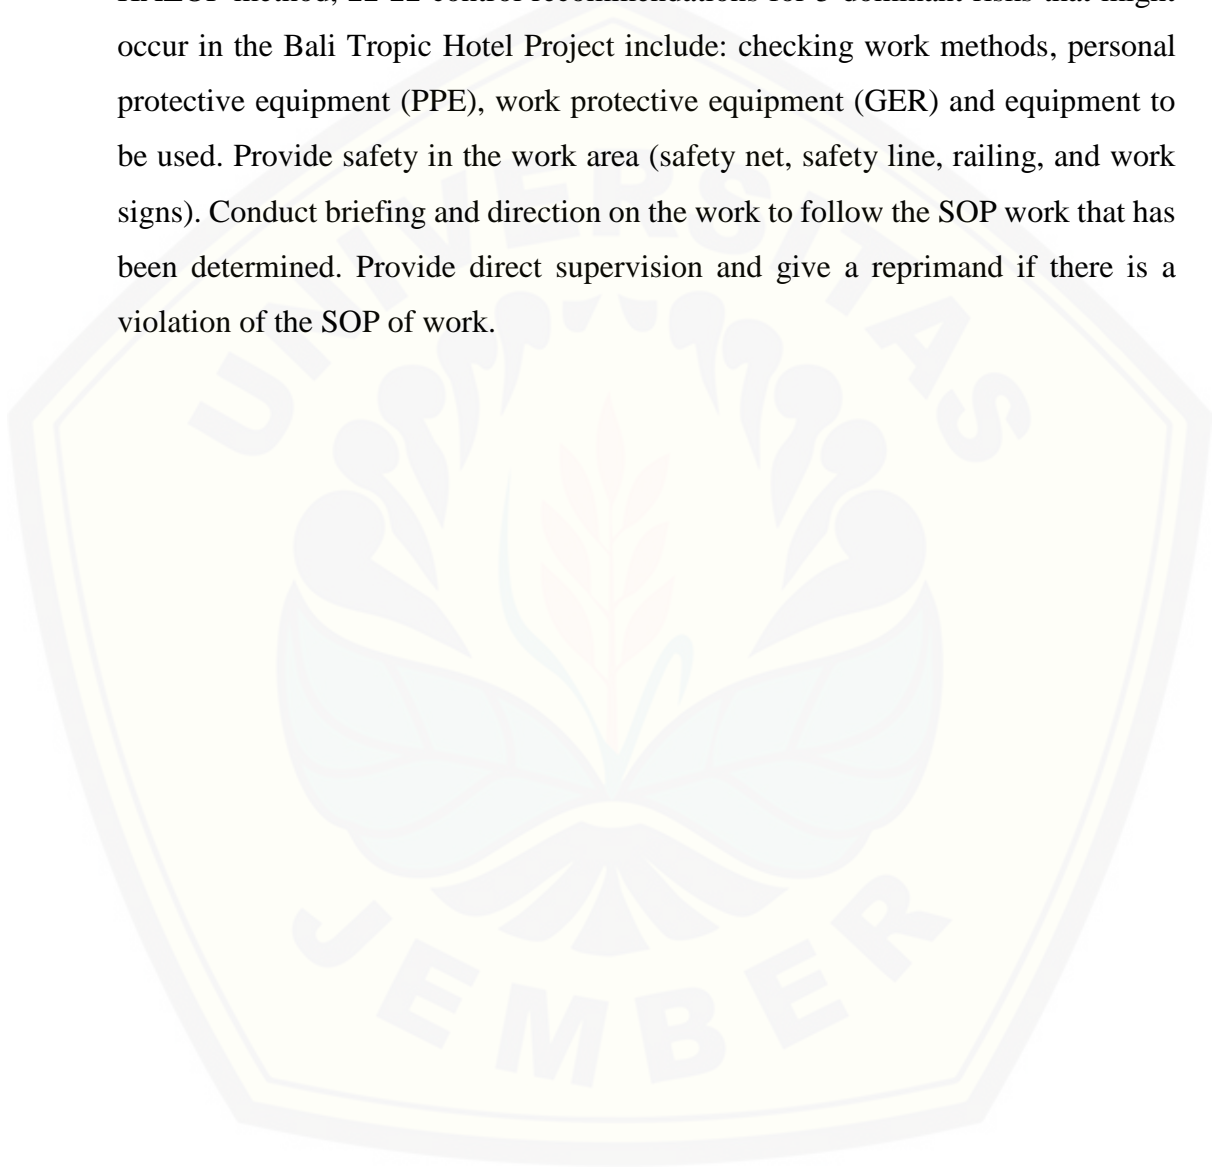 occur in the Bali Tropic Hotel Project include: checking work methods, personal
protective equipment (PPE), work protective equipment (GER) and equipment to
be used. Provide safety in the work area (safety net, safety line, railing, and work
signs). Conduct briefing and direction on the work to follow the SOP work that has
been determined. Provide direct supervision and give a reprimand if there is a
violation of the SOP of work.
UNIVERSITAS
JEMBER